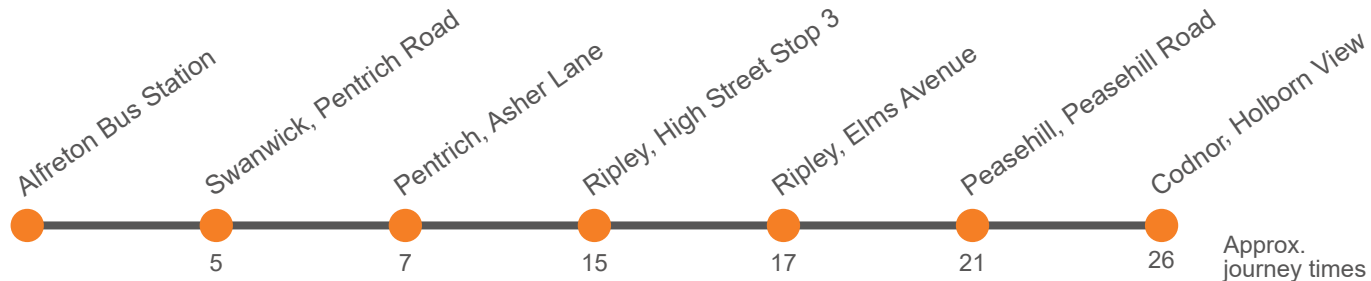 Alfreton Bus Station
Swanwick, Pentrich Road
Pentrich, Asher Lane
Ripley, High Street Stop 3
Ripley, Elms Avenue
Peasehill, Peasehill Road
Codnor, Holborn View
5
7
15
17
21
26
Approx.
journey times